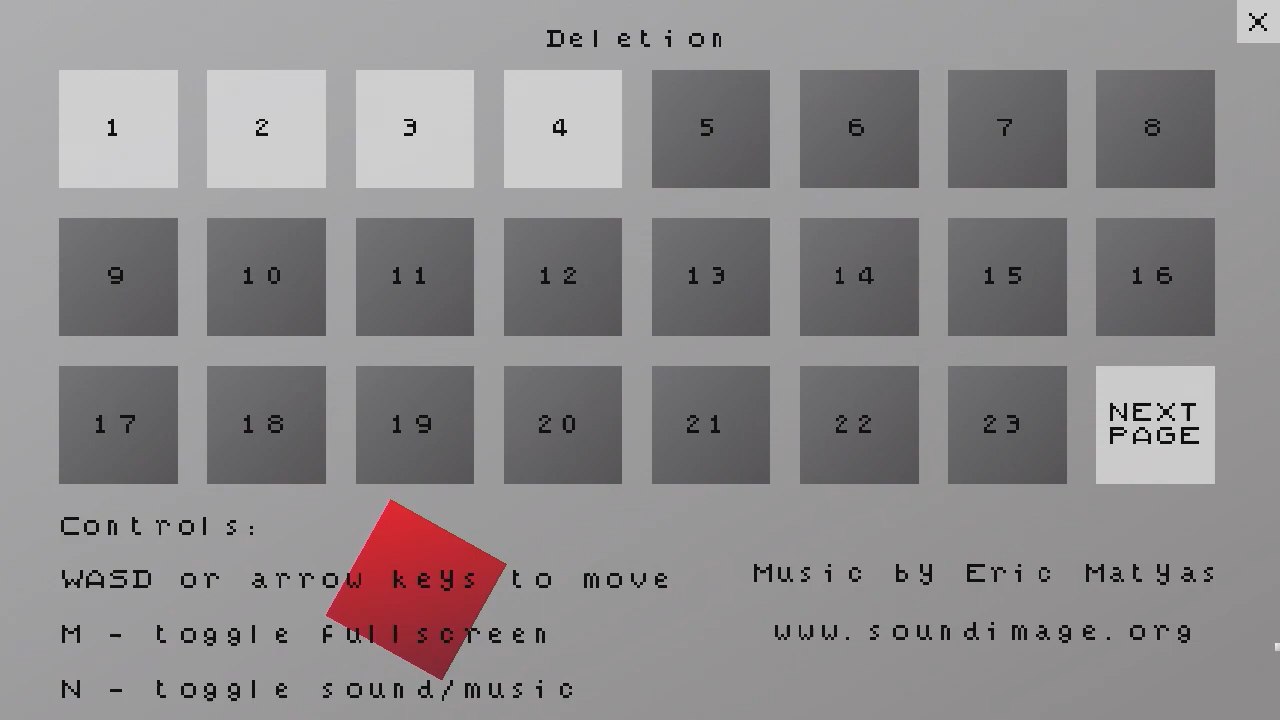 Deletion
X
1 2 3 4 5 6 7 8
9 10 11 12 13 14 15 16
17 18 19 20 21 22 23 NEXT
PAGE
Controls:
WASD or arrow keys to move
M - toggle fullscreen
N - toggle sound/music
Music by Eric Matyas
www.soundimage.org